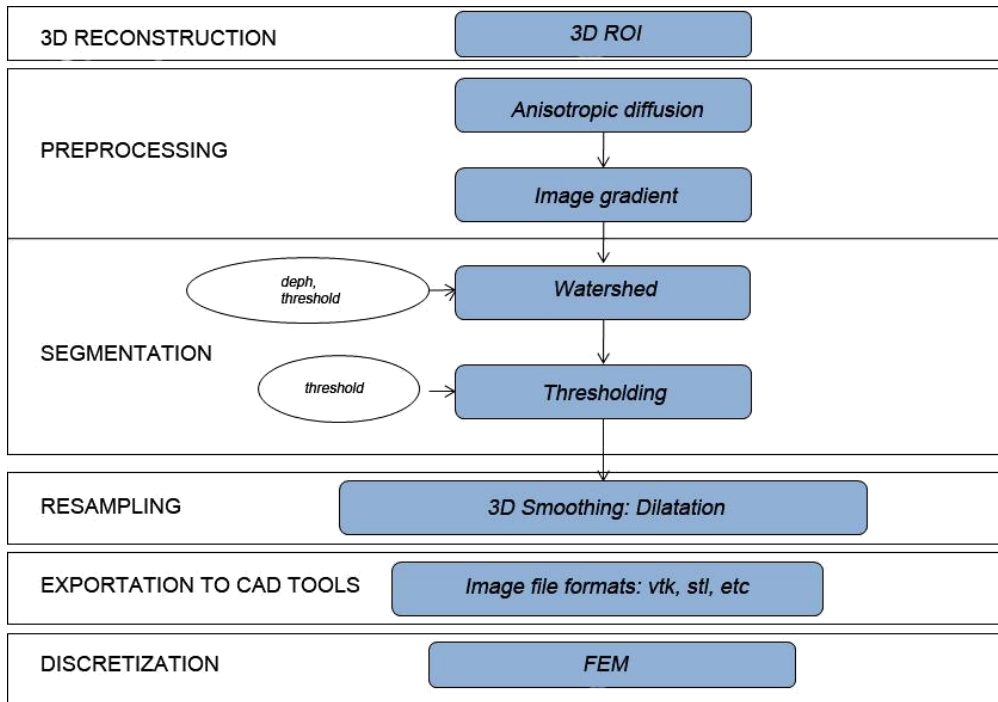 3D RECONSTRUCTION
3D ROI
PREPROCESSING
Anisotropic diffusion
Image gradient
SEGMENTATION
deph,
threshold
Watershed
threshold
Thresholding
RESAMPLING
3D Smoothing: Dilatation
EXPORTATION TO CAD TOOLS
Image file formats: vtk, stl, etc
DISCRETIZATION
FEM